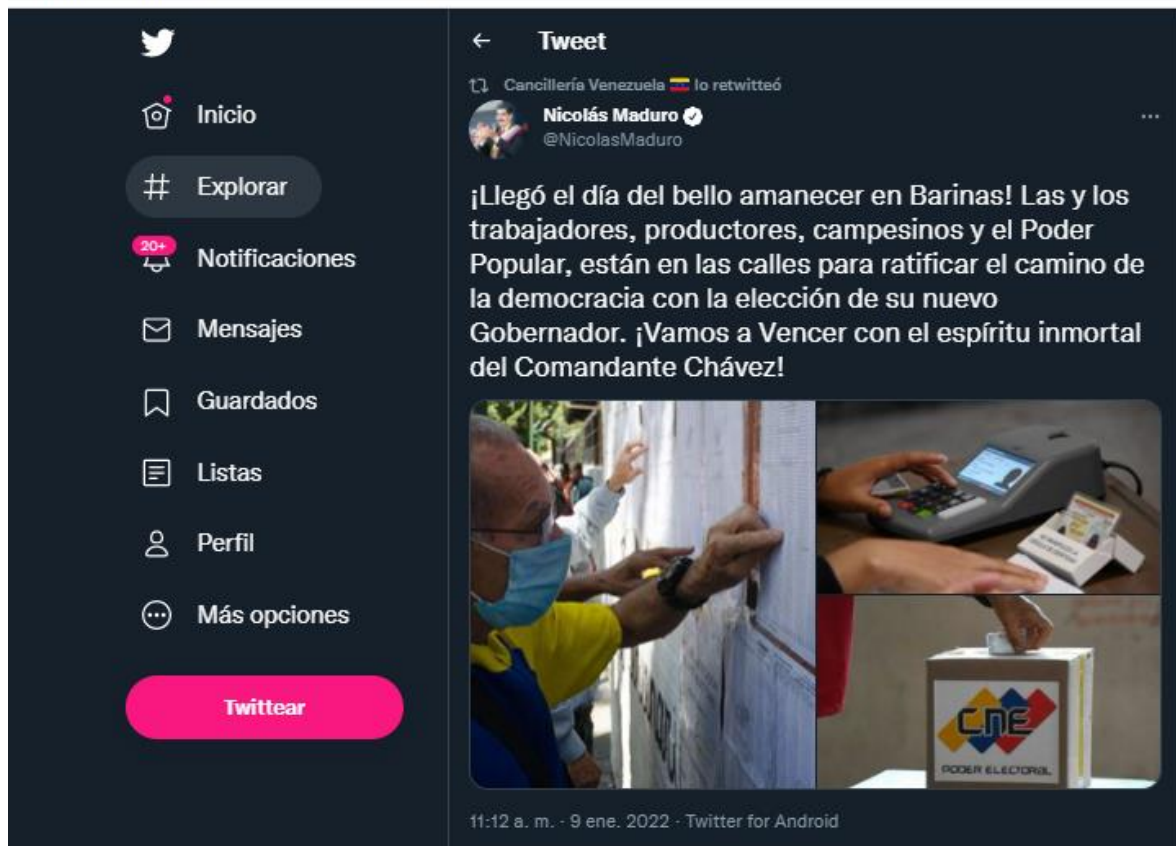 Tweet
Cancillería Venezuela 🇻🇪 lo retwitteó
Nicolás Maduro
@NicolasMaduro
Inicio
Explorar
20+
Notificaciones
Mensajes
Guardados
Listas
Perfil
Más opciones
Twittear
¡Llegó el día del bello amanecer en Barinas! Las y los
trabajadores, productores, campesinos y el Poder
Popular, están en las calles para ratificar el camino de
la democracia con la elección de su nuevo
Gobernador. ¡Vamos a Vencer con el espíritu inmortal
del Comandante Chávez!
CNE
PODER ELECTORAL
11:12 a. m. · 9 ene. 2022 · Twitter for Android